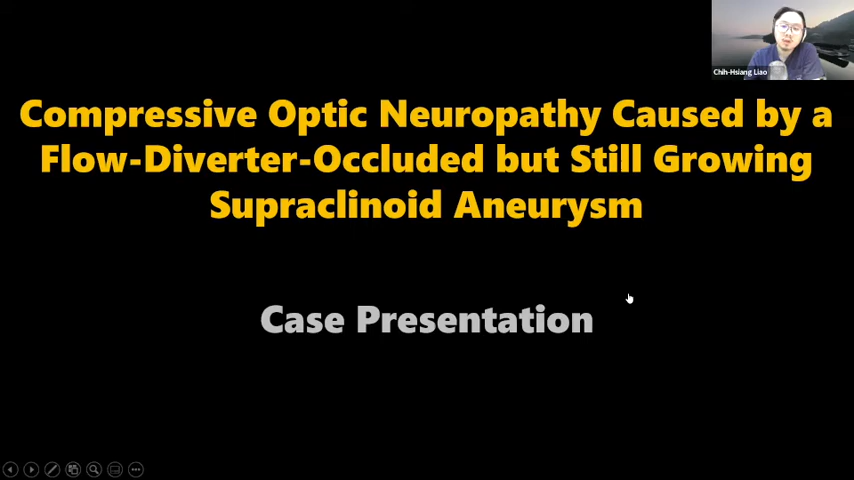 Chih-Hsiang Liao
Compressive Optic Neuropathy Caused by a
Flow-Diverter-Occluded but Still Growing
Supraclinoid Aneurysm
Case Presentation